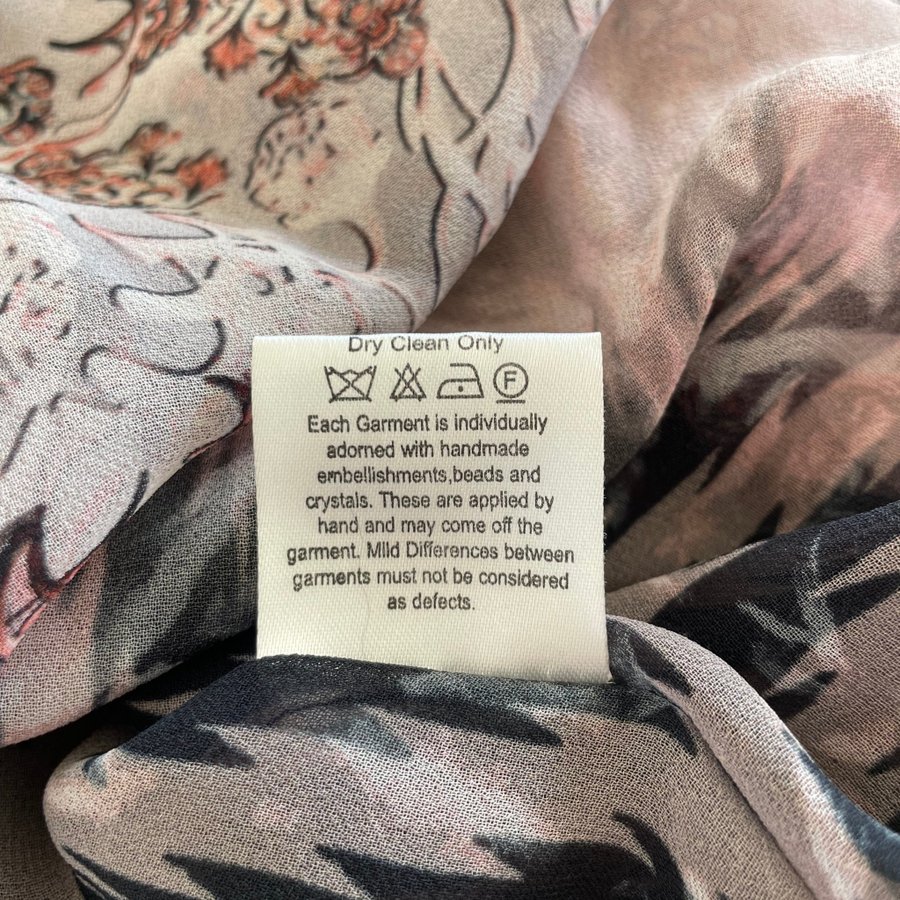 Dry Clean Only
F
Each Garment is individually
adorned with handmade
embellishments,beads and
crystals. These are applied by
hand and may come off the
garment. Mild Differences between
garments must not be considered
as defects.